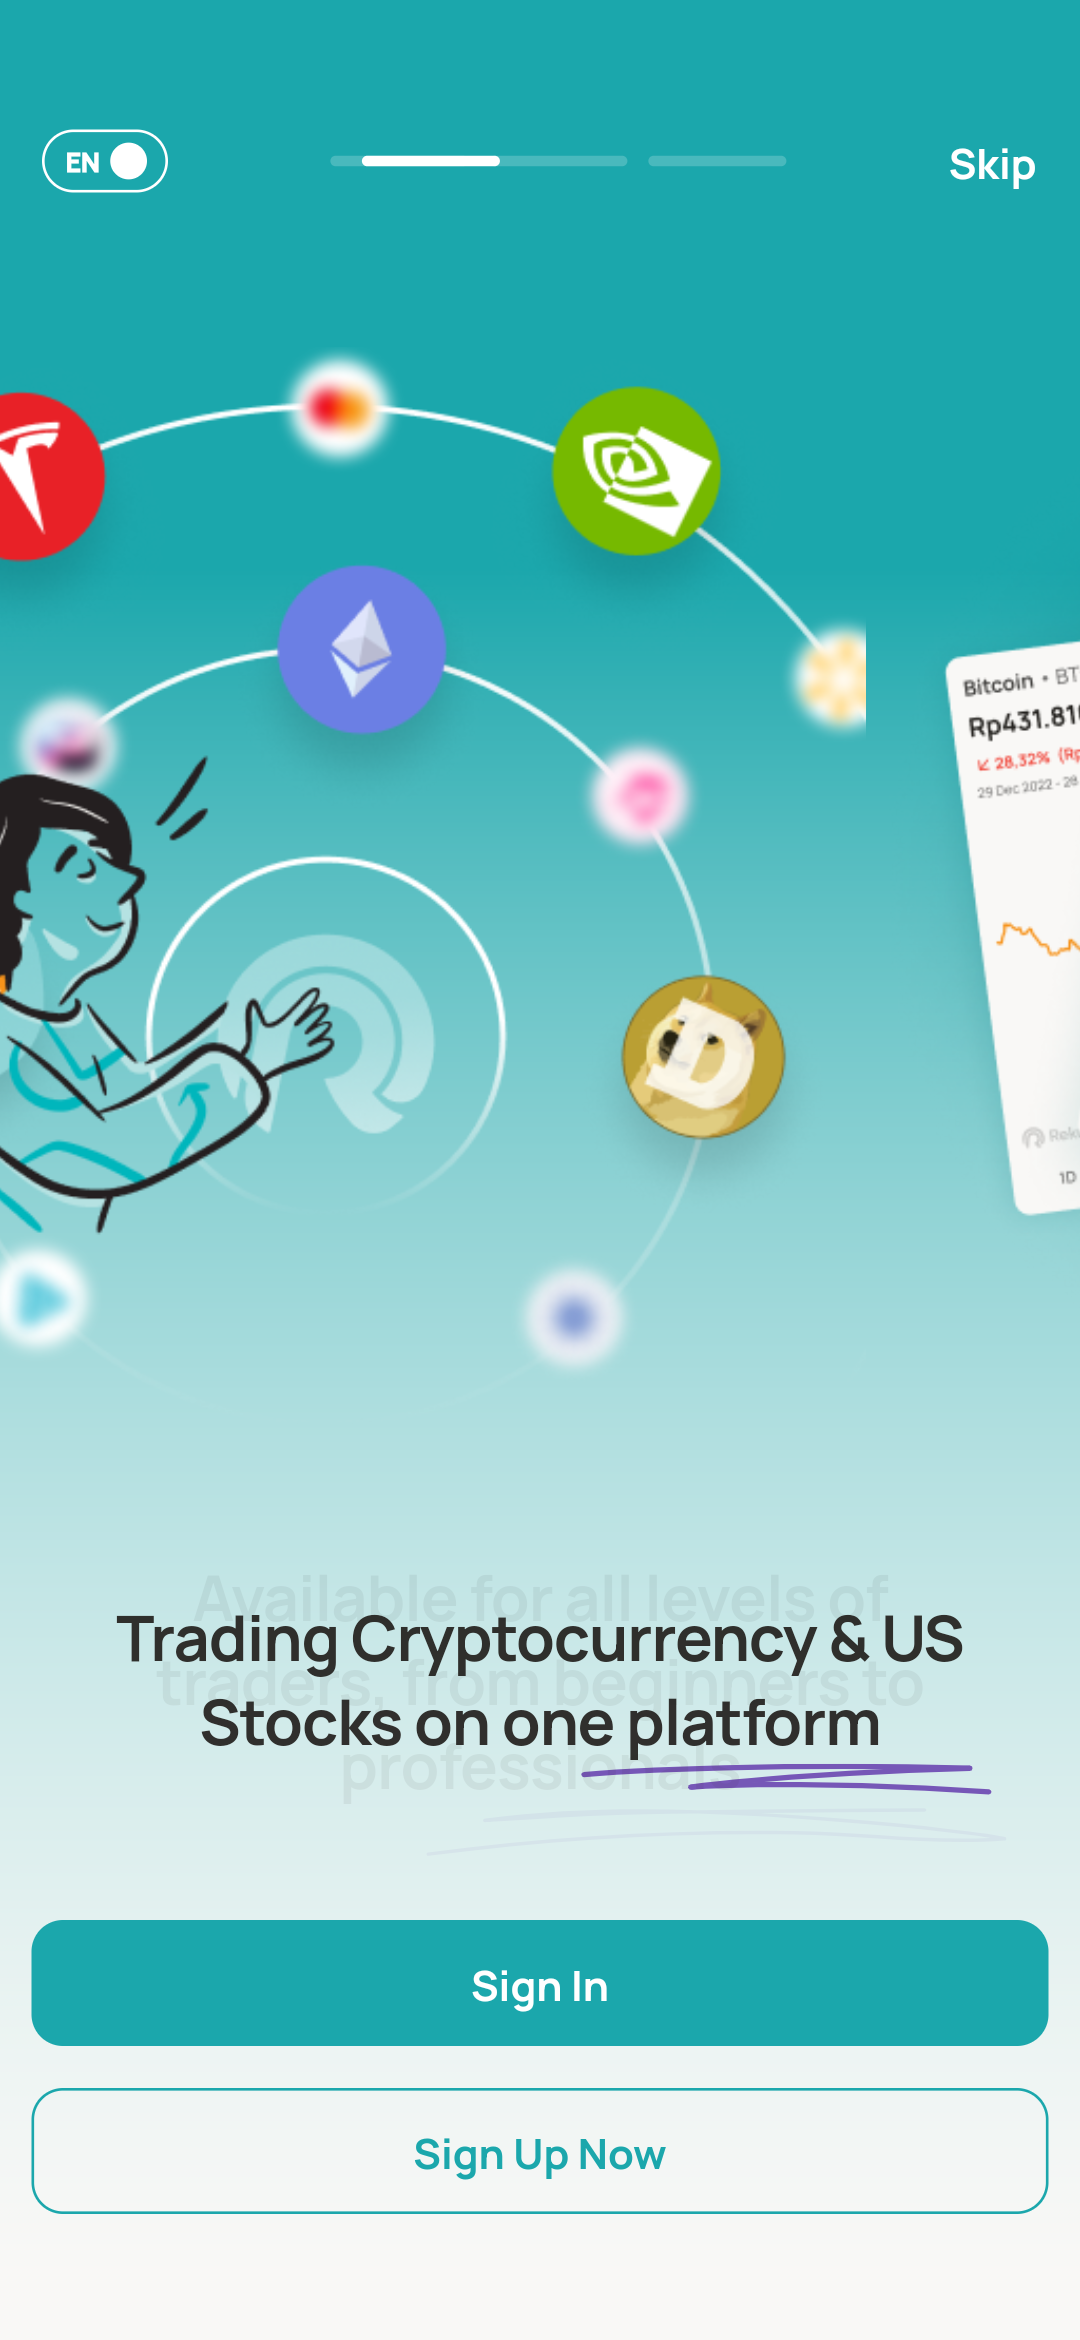 EN
Skip
Bitcoin • BT
Rp431.81
28,32% (Rp
29 Dec 2022 - 28
1D
Available for all levels of
Trading Cryptocurrency & US
traders, from beginners to
Stocks on one platform
professionals
Sign In
Sign Up Now